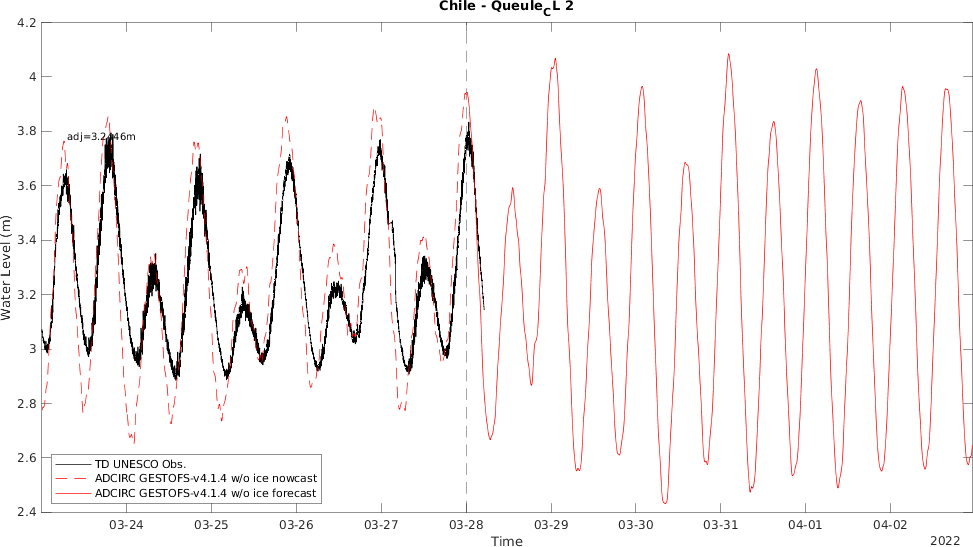 Chile - Queule_C L 2
4.2
4
3.8
3.6
3.4
3.2
3
2.8
2.6
2.4
Water Level (m)
TD UNESCO Obs.
ADCIRC GESTOFS-v4.1.4 w/o ice nowcast
ADCIRC GESTOFS-v4.1.4 w/o ice forecast
03-24 03-25 03-26 03-27 03-28 03-29 03-30 03-31 04-01 04-02
Time
2022